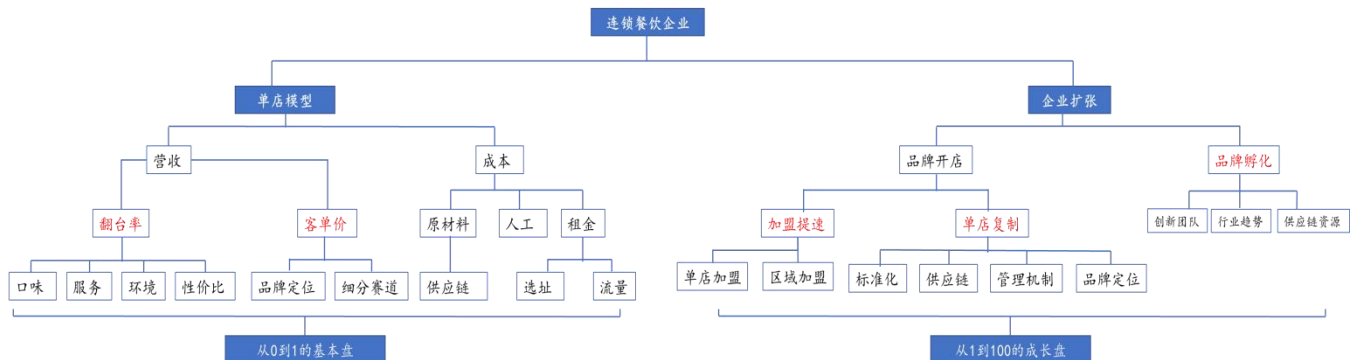 连锁餐饮企业
单店模型
企业扩张
营收
成本
品牌开店
品牌孵化
翻台率
客单价
原材料
人工
租金
加盟提速
单店复制
创新团队
行业趋势
供应链资源
口味
服务
环境
性价比
品牌定位
细分赛道
供应链
选址
流量
单店加盟
区域加盟
标准化
供应链
管理机制
品牌定位
从0到1的基本盘
从1到100的成长盘